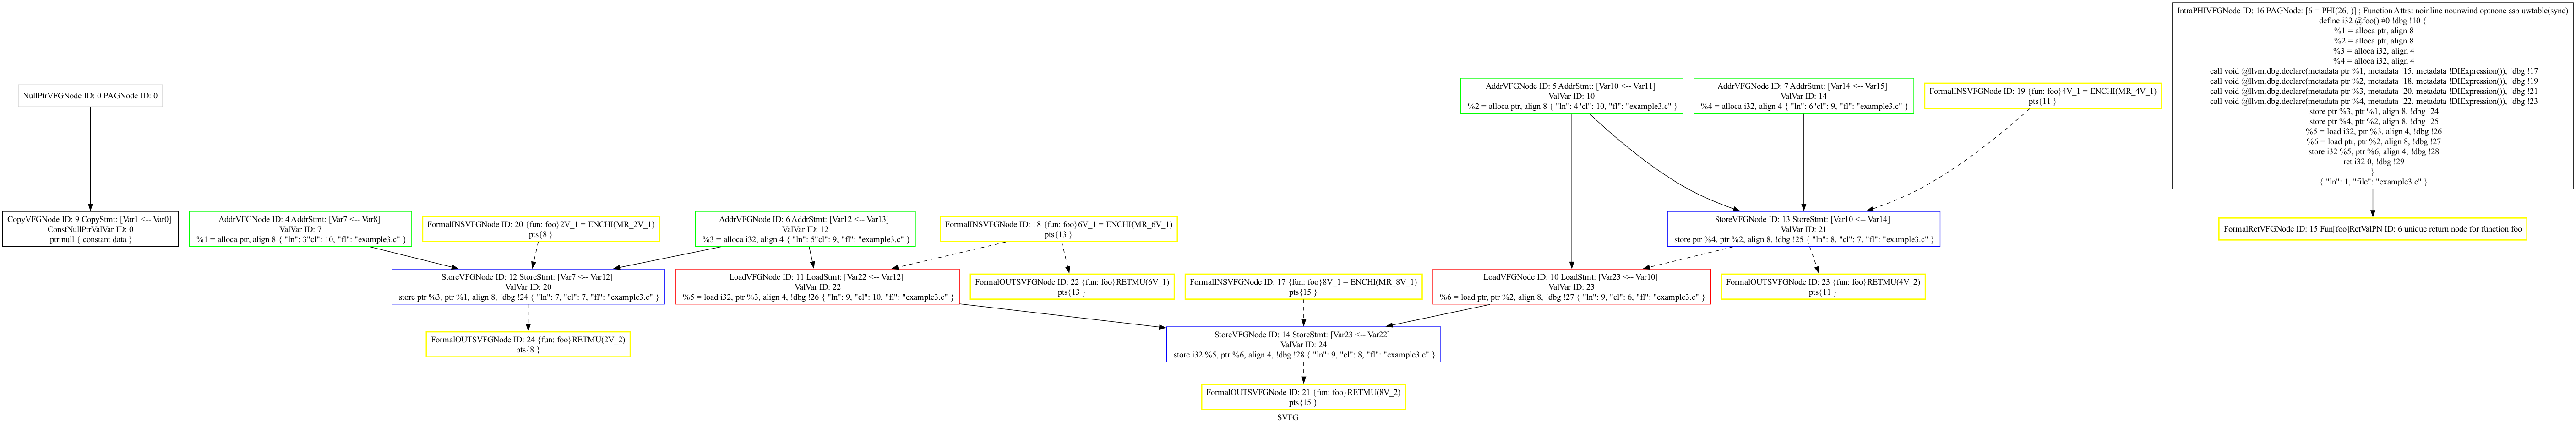 NullPtrVFGNode ID: 0 PAGNode ID: 0
CopyVFGNode ID: 9 CopyStmt: [Var1 <-- Var0]
ConstNullPtrValVar ID: 0
ptr null { constant data }
AddrVFGNode ID: 4 AddrStmt: [Var7 <-- Var8]
ValVar ID: 7
%1 = alloca ptr, align 8 { "ln": 3"cl": 10, "fl": "example3.c" }
FormalINSVFGNode ID: 20 {fun: foo}2V_1 = ENCHI(MR_2V_1)
pts{8 }
AddrVFGNode ID: 6 AddrStmt: [Var12 <-- Var13]
ValVar ID: 12
%3 = alloca i32, align 4 { "ln": 5"cl": 9, "fl": "example3.c" }
FormalINSVFGNode ID: 18 {fun: foo}6V_1 = ENCHI(MR_6V_1)
pts{13 }
StoreVFGNode ID: 12 StoreStmt: [Var7 <-- Var12]
ValVar ID: 20
store ptr %3, ptr %1, align 8, !dbg !24 { "ln": 7, "cl": 7, "fl": "example3.c" }
LoadVFGNode ID: 11 LoadStmt: [Var22 <-- Var12]
ValVar ID: 22
%5 = load i32, ptr %3, align 4, !dbg !26 { "ln": 9, "cl": 10, "fl": "example3.c" }
FormalOUTSVFGNode ID: 22 {fun: foo}RETMU(6V_1)
pts{13 }
FormalINSVFGNode ID: 17 {fun: foo}8V_1 = ENCHI(MR_8V_1)
pts{15 }
FormalOUTSVFGNode ID: 24 {fun: foo}RETMU(2V_2)
pts{8 }
AddrVFGNode ID: 5 AddrStmt: [Var10 <-- Var11]
ValVar ID: 10
%2 = alloca ptr, align 8 { "ln": 4"cl": 10, "fl": "example3.c" }
AddrVFGNode ID: 7 AddrStmt: [Var14 <-- Var15]
ValVar ID: 14
%4 = alloca i32, align 4 { "ln": 6"cl": 9, "fl": "example3.c" }
FormalINSVFGNode ID: 19 {fun: foo}4V_1 = ENCHI(MR_4V_1)
pts{11 }
StoreVFGNode ID: 13 StoreStmt: [Var10 <-- Var14]
ValVar ID: 21
store ptr %4, ptr %2, align 8, !dbg !25 { "ln": 8, "cl": 7, "fl": "example3.c" }
LoadVFGNode ID: 10 LoadStmt: [Var23 <-- Var10]
ValVar ID: 23
%6 = load ptr, ptr %2, align 8, !dbg !27 { "ln": 9, "cl": 6, "fl": "example3.c" }
FormalOUTSVFGNode ID: 23 {fun: foo}RETMU(4V_2)
pts{11 }
StoreVFGNode ID: 14 StoreStmt: [Var23 <-- Var22]
ValVar ID: 24
store i32 %5, ptr %6, align 4, !dbg !28 { "ln": 9, "cl": 8, "fl": "example3.c" }
FormalOUTSVFGNode ID: 21 {fun: foo}RETMU(8V_2)
pts{15 }
IntraPHIVFGNode ID: 16 PAGNode: [6 = PHI(26, )] ; Function Attrs: noinline nounwind optnone ssp uwtable(sync)
define i32 @foo() #0 !dbg !10 {
%1 = alloca ptr, align 8
%2 = alloca ptr, align 8
%3 = alloca i32, align 4
%4 = alloca i32, align 4
call void @llvm.dbg.declare(metadata ptr %1, metadata !15, metadata !DIExpression()), !dbg !17
call void @llvm.dbg.declare(metadata ptr %2, metadata !18, metadata !DIExpression()), !dbg !19
call void @llvm.dbg.declare(metadata ptr %3, metadata !20, metadata !DIExpression()), !dbg !21
call void @llvm.dbg.declare(metadata ptr %4, metadata !22, metadata !DIExpression()), !dbg !23
store ptr %3, ptr %1, align 8, !dbg !24
store ptr %4, ptr %2, align 8, !dbg !25
%5 = load i32, ptr %3, align 4, !dbg !26
%6 = load ptr, ptr %2, align 8, !dbg !27
store i32 %5, ptr %6, align 4, !dbg !28
ret i32 0, !dbg !29
}
{ "ln": 1, "file": "example3.c" }
FormalRetVFGNode ID: 15 Fun[foo]RetValPN ID: 6 unique return node for function foo
SVFG